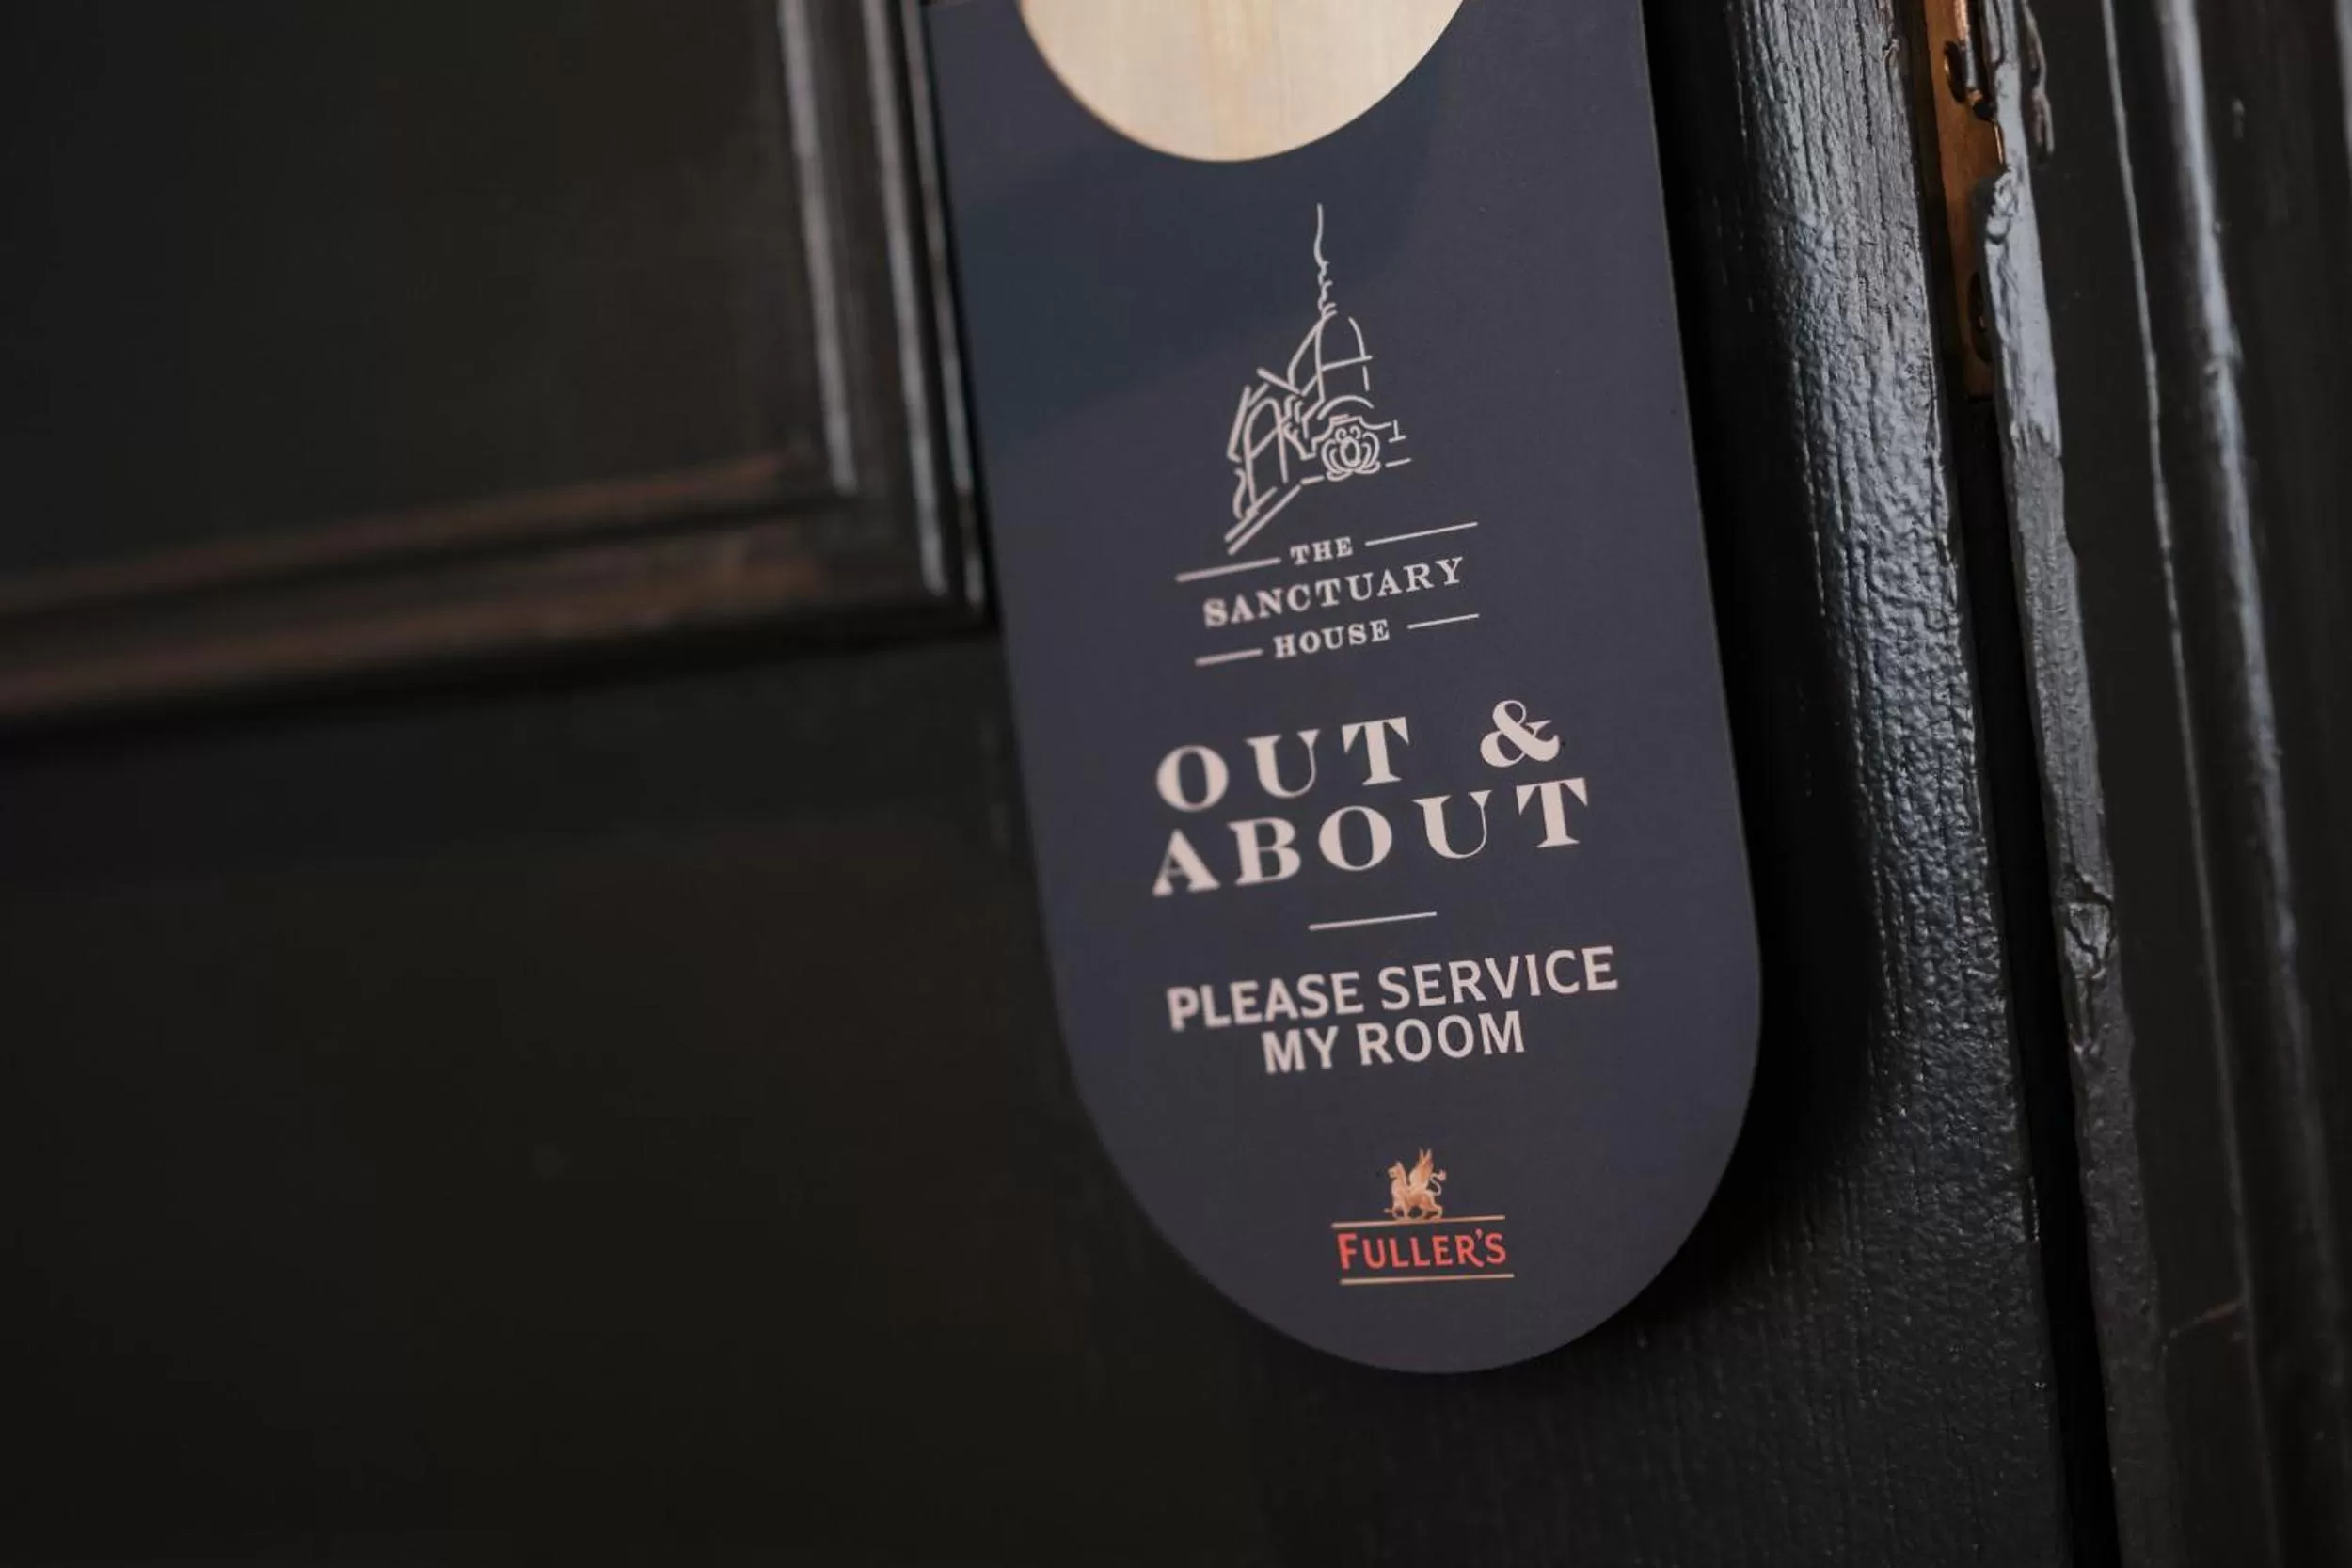 THE
SANCTUARY
HOUSE
OUT &
ABOUT
PLEASE SERVICE
MY ROOM
FULLER'S